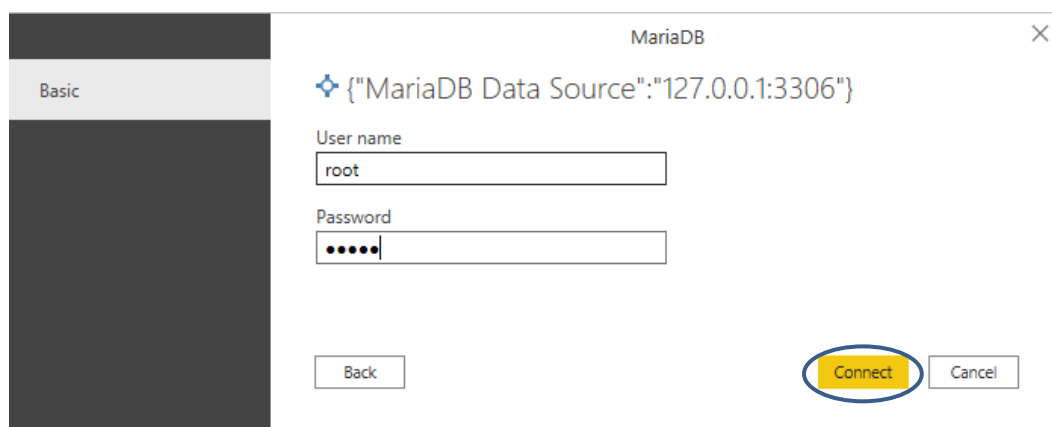 MariaDB
Basic
{"MariaDB Data Source":"127.0.0.1:3306"}
User name
root
Password
•••••
Back
Connect
Cancel